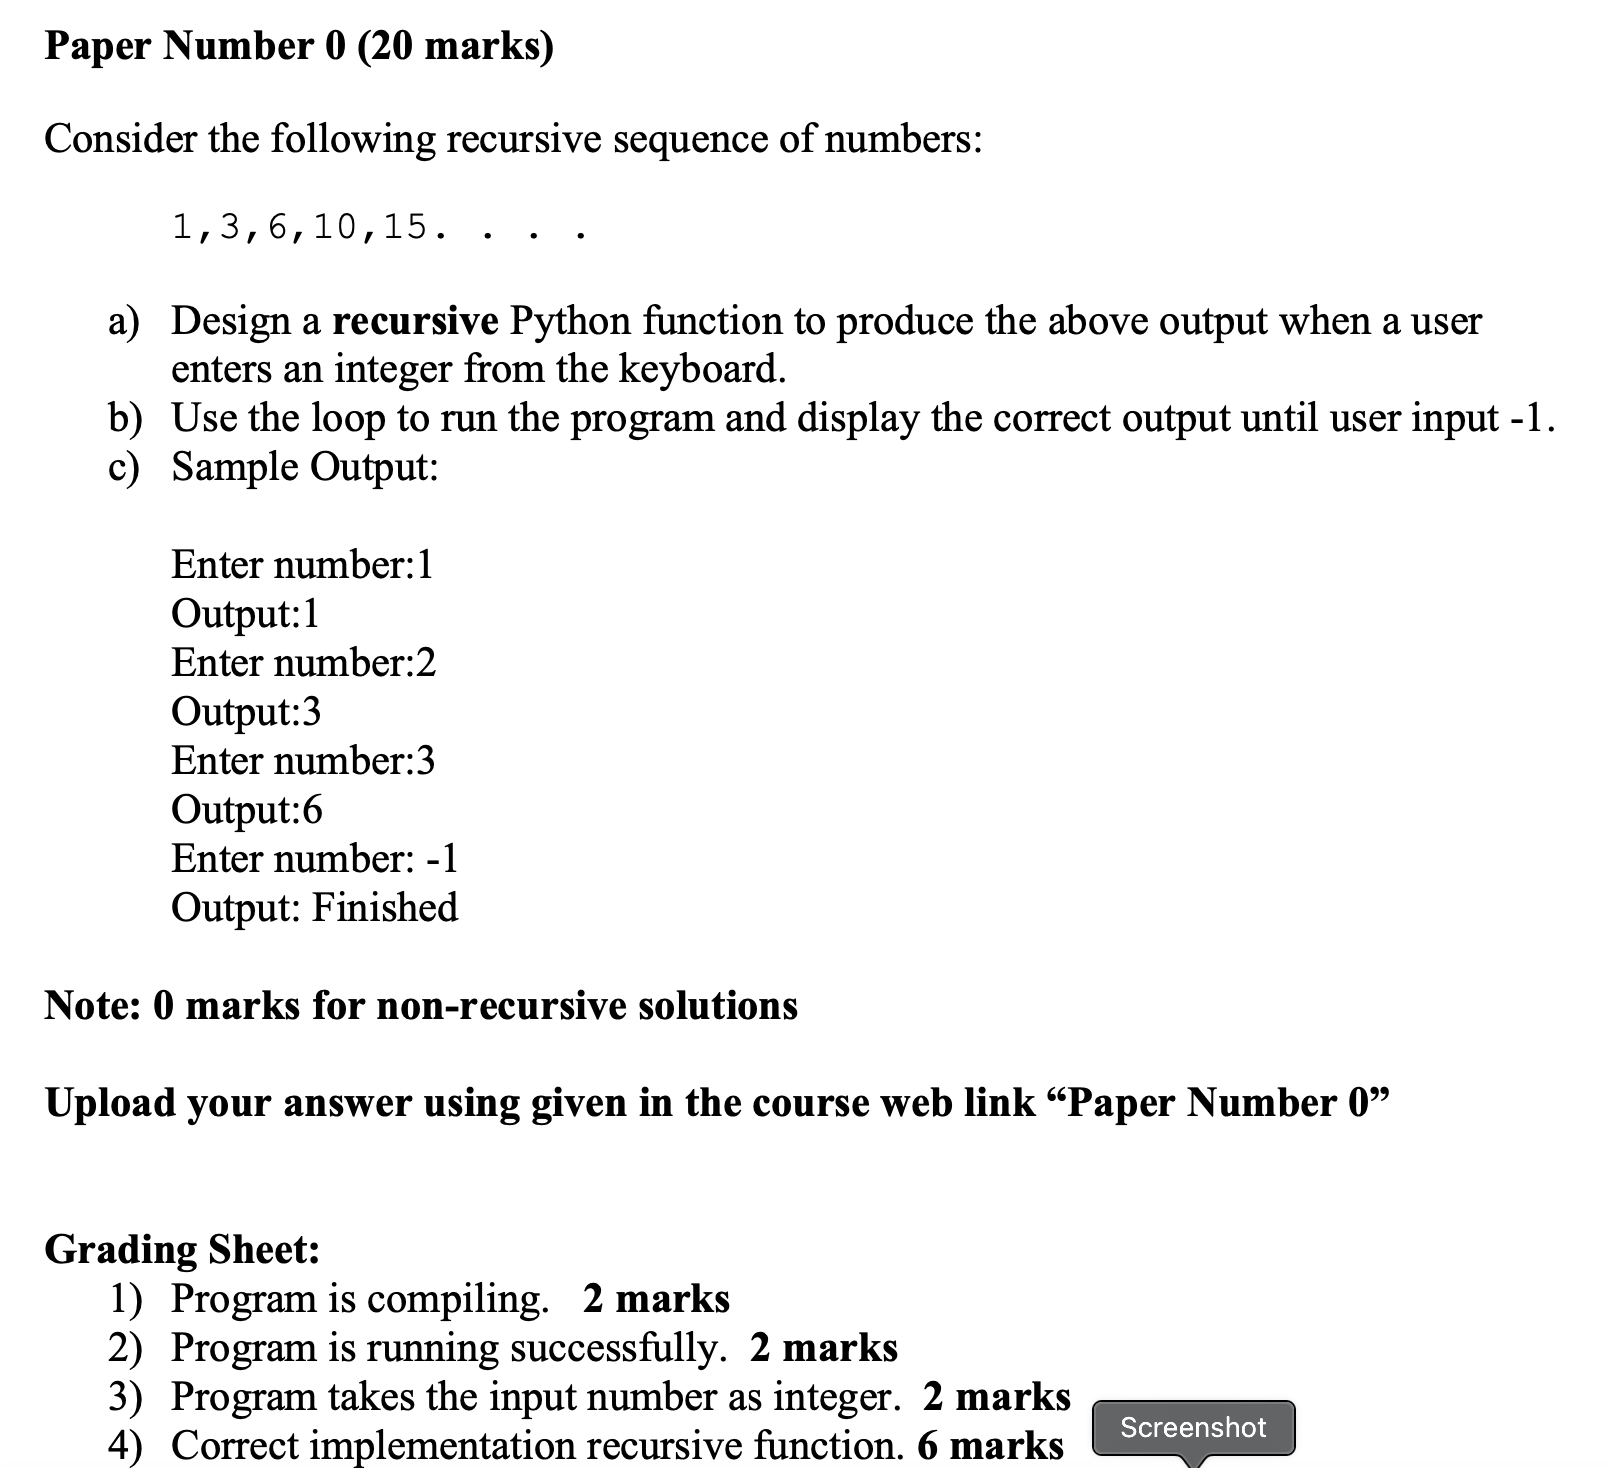 Paper Number 0 (20 marks)
Consider the following recursive sequence of numbers:
1,3,6,10,15. . . .
a) Design a recursive Python function to produce the above output when a user
enters an integer from the keyboard.
b) Use the loop to run the program and display the correct output until user input -1.
c) Sample Output:
Enter number:1
Output:1
Enter number:2
Output:3
Enter number:3
Output:6
Enter number: -1
Output: Finished
Note: 0 marks for non-recursive solutions
Upload your answer using given in the course web link “Paper Number 0”
Grading Sheet:
1) Program is compiling. 2 marks
2) Program is running successfully. 2 marks
3) Program takes the input number as integer. 2 marks
4) Correct implementation recursive function. 6 marks
Screenshot